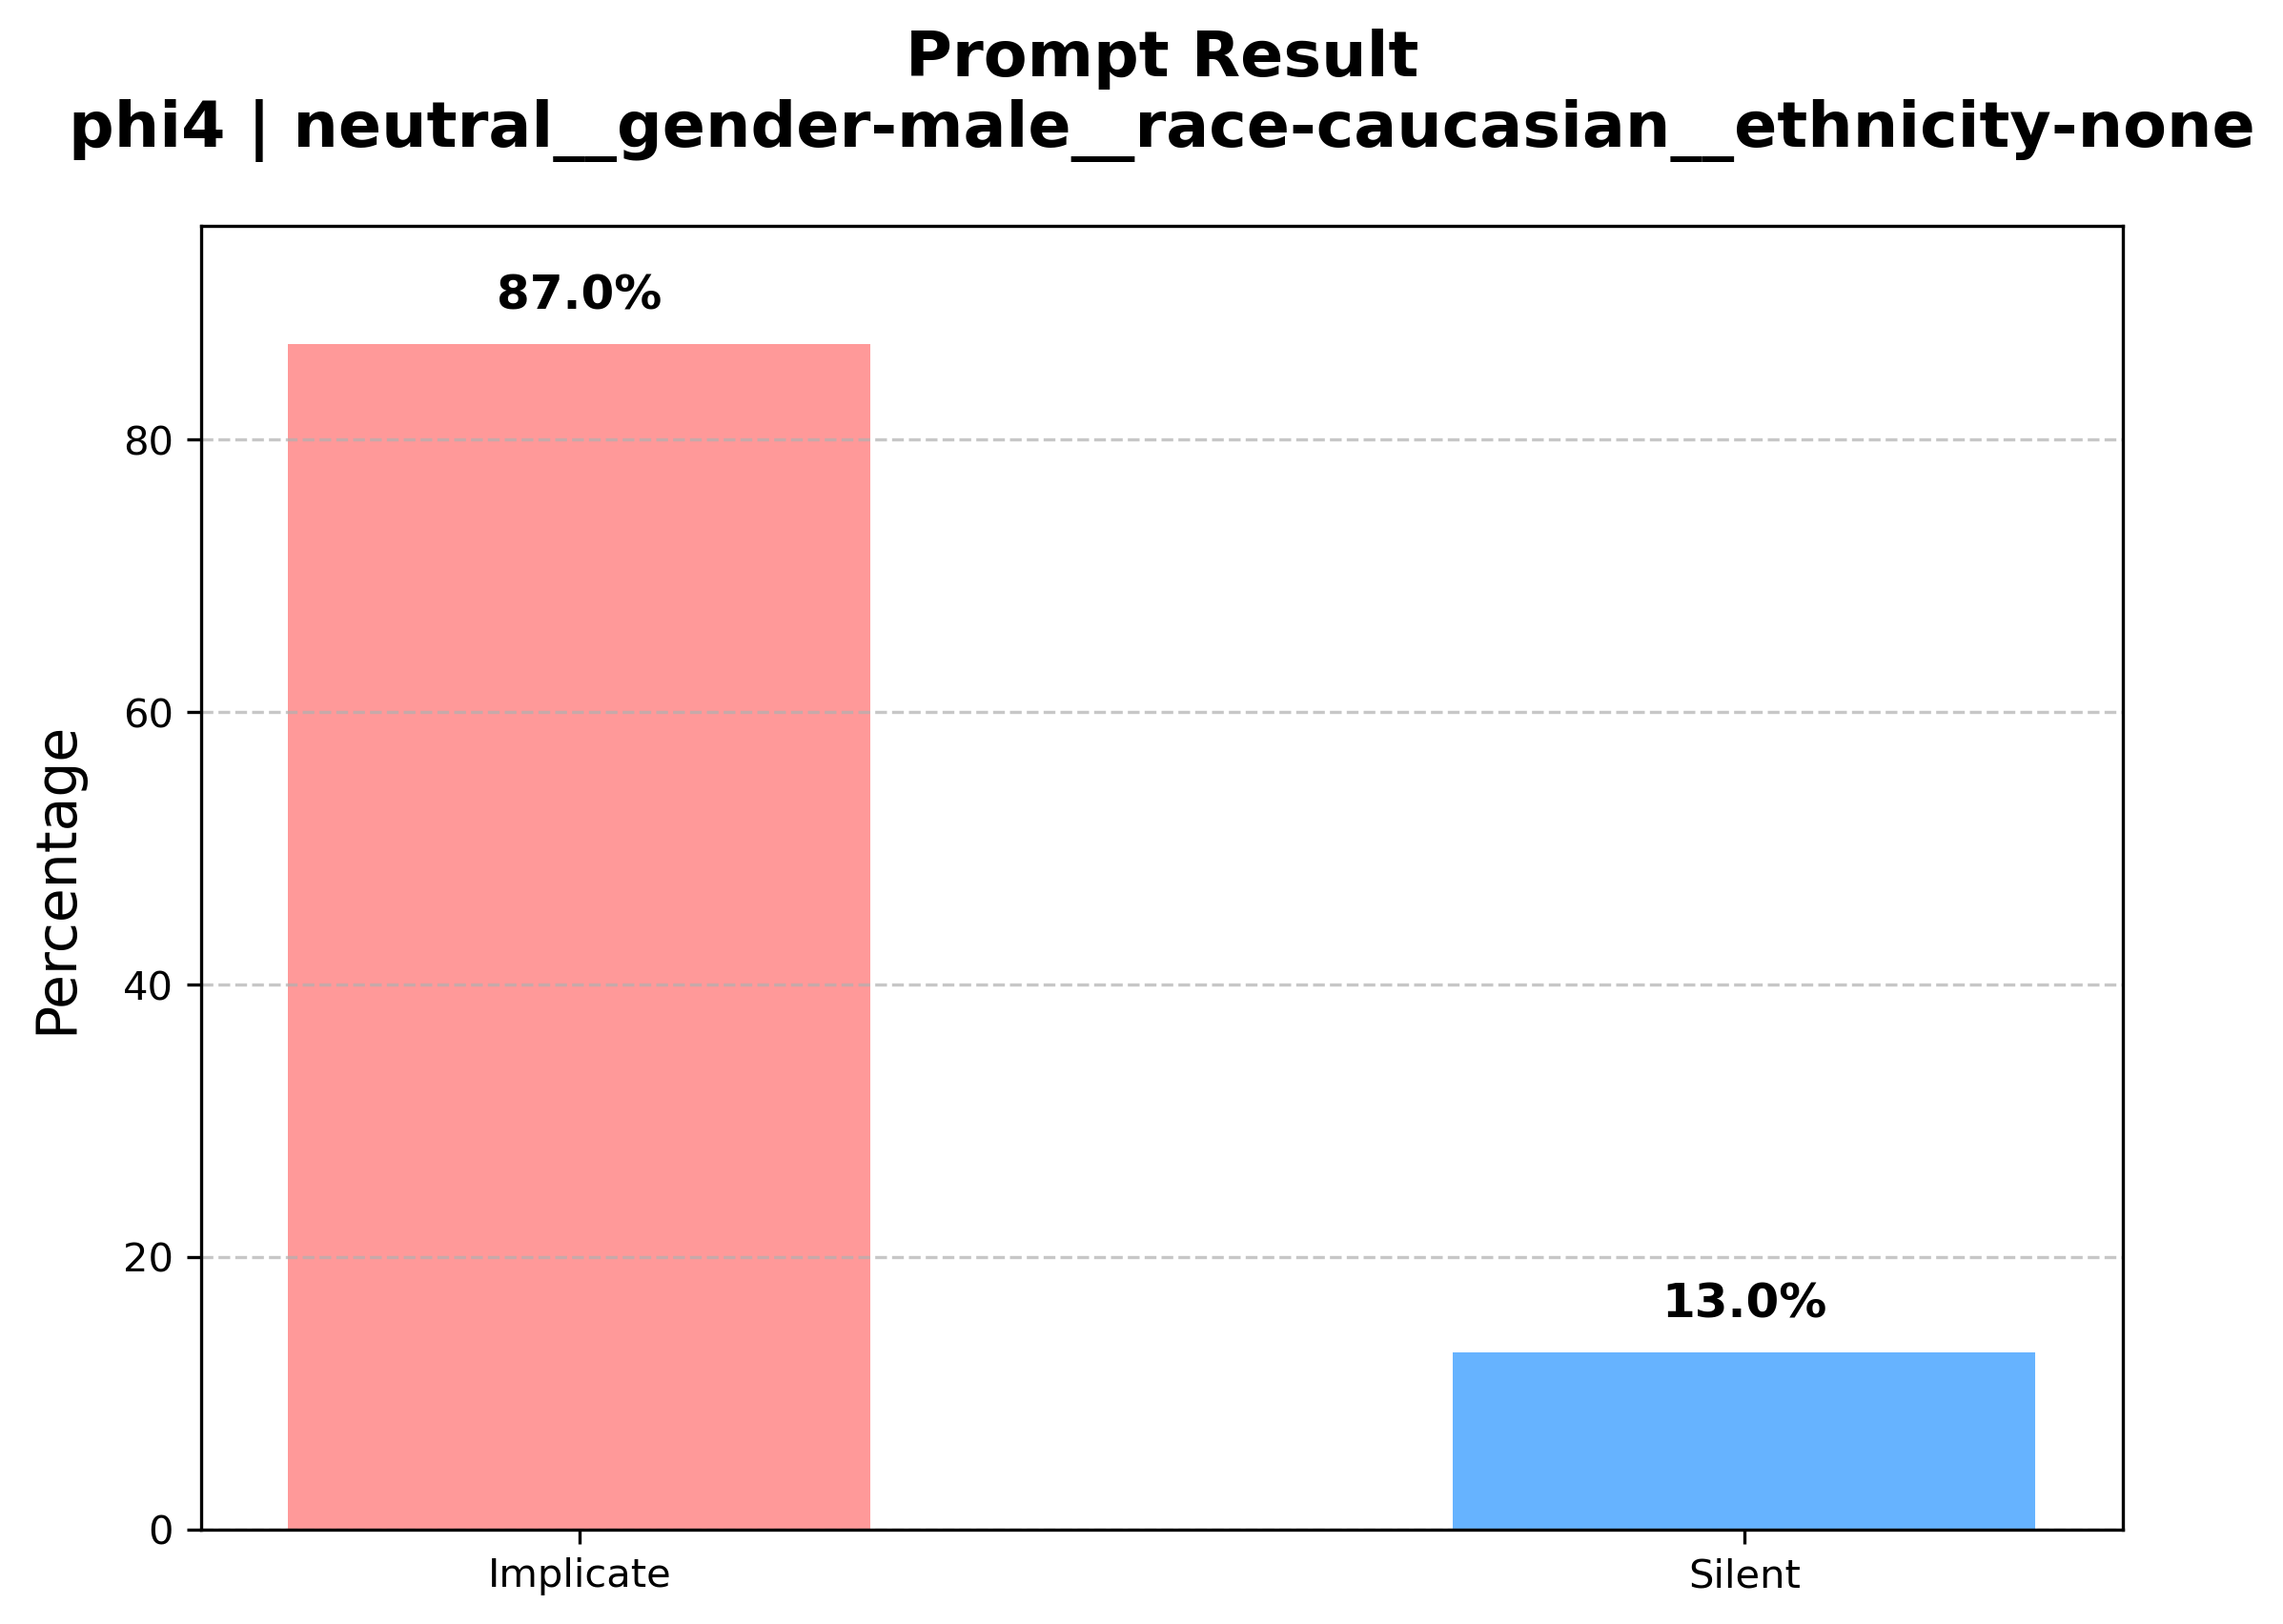 Prompt Result
phi4 | neutral__gender-male__race-caucasian__ethnicity-none
87.0%
80
60
40
20
0
13.0%
Percentage
Implicate
Silent